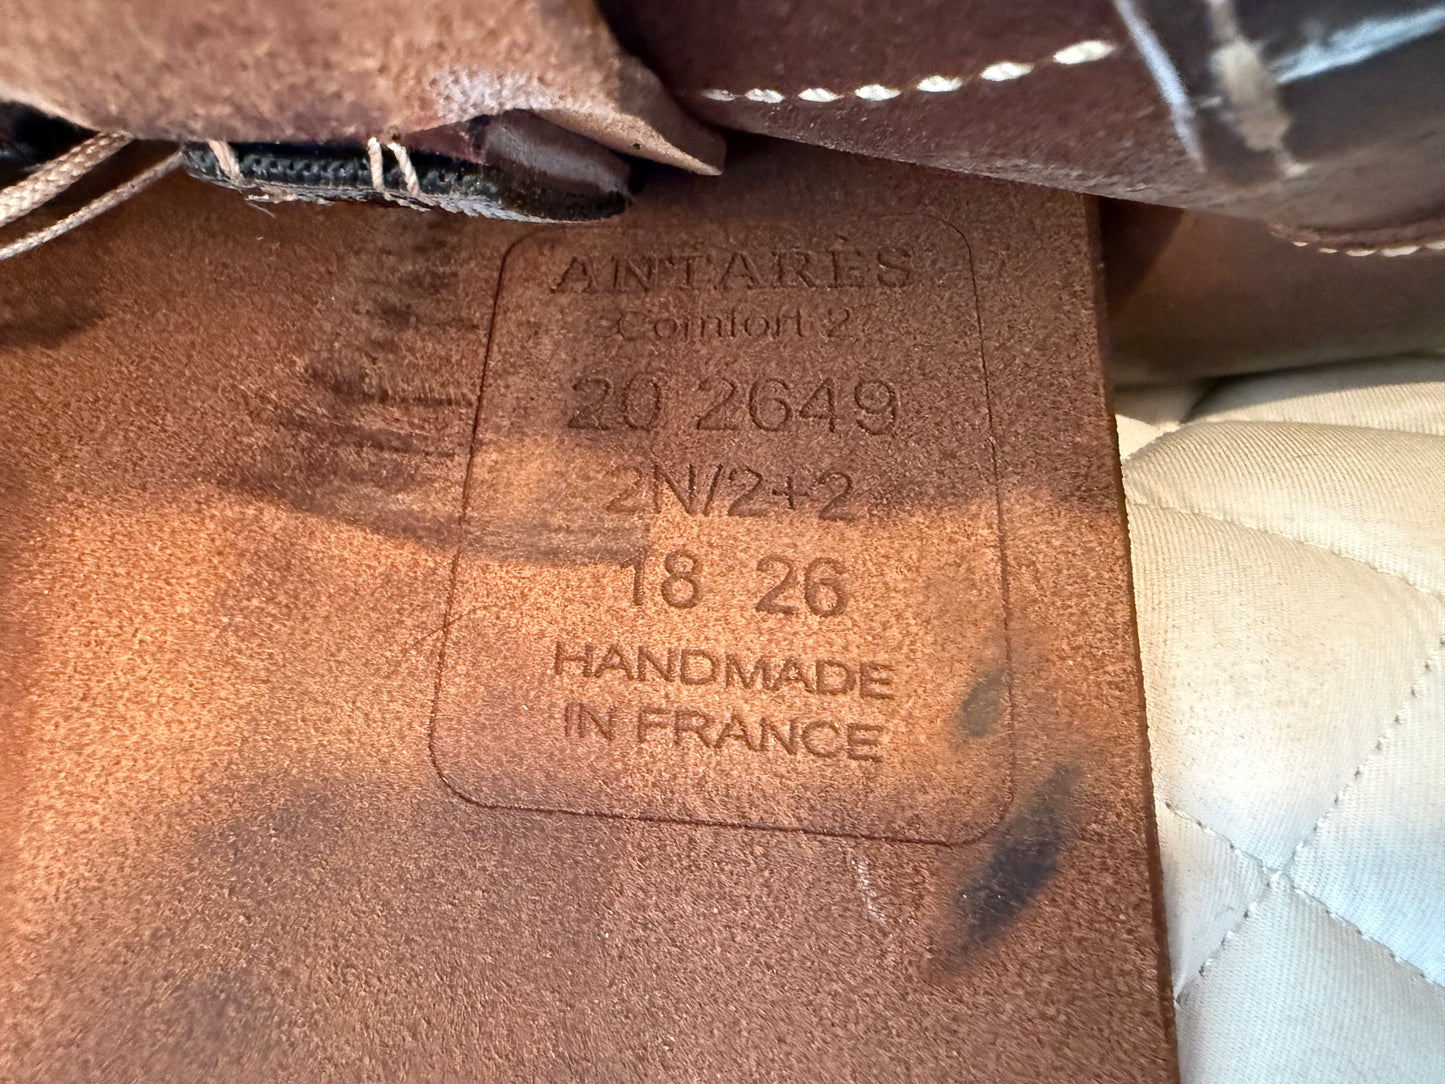 ANTARÈS
Comfort 2
20 2649
2N/2+2
18 26
HANDMADE
IN FRANCE